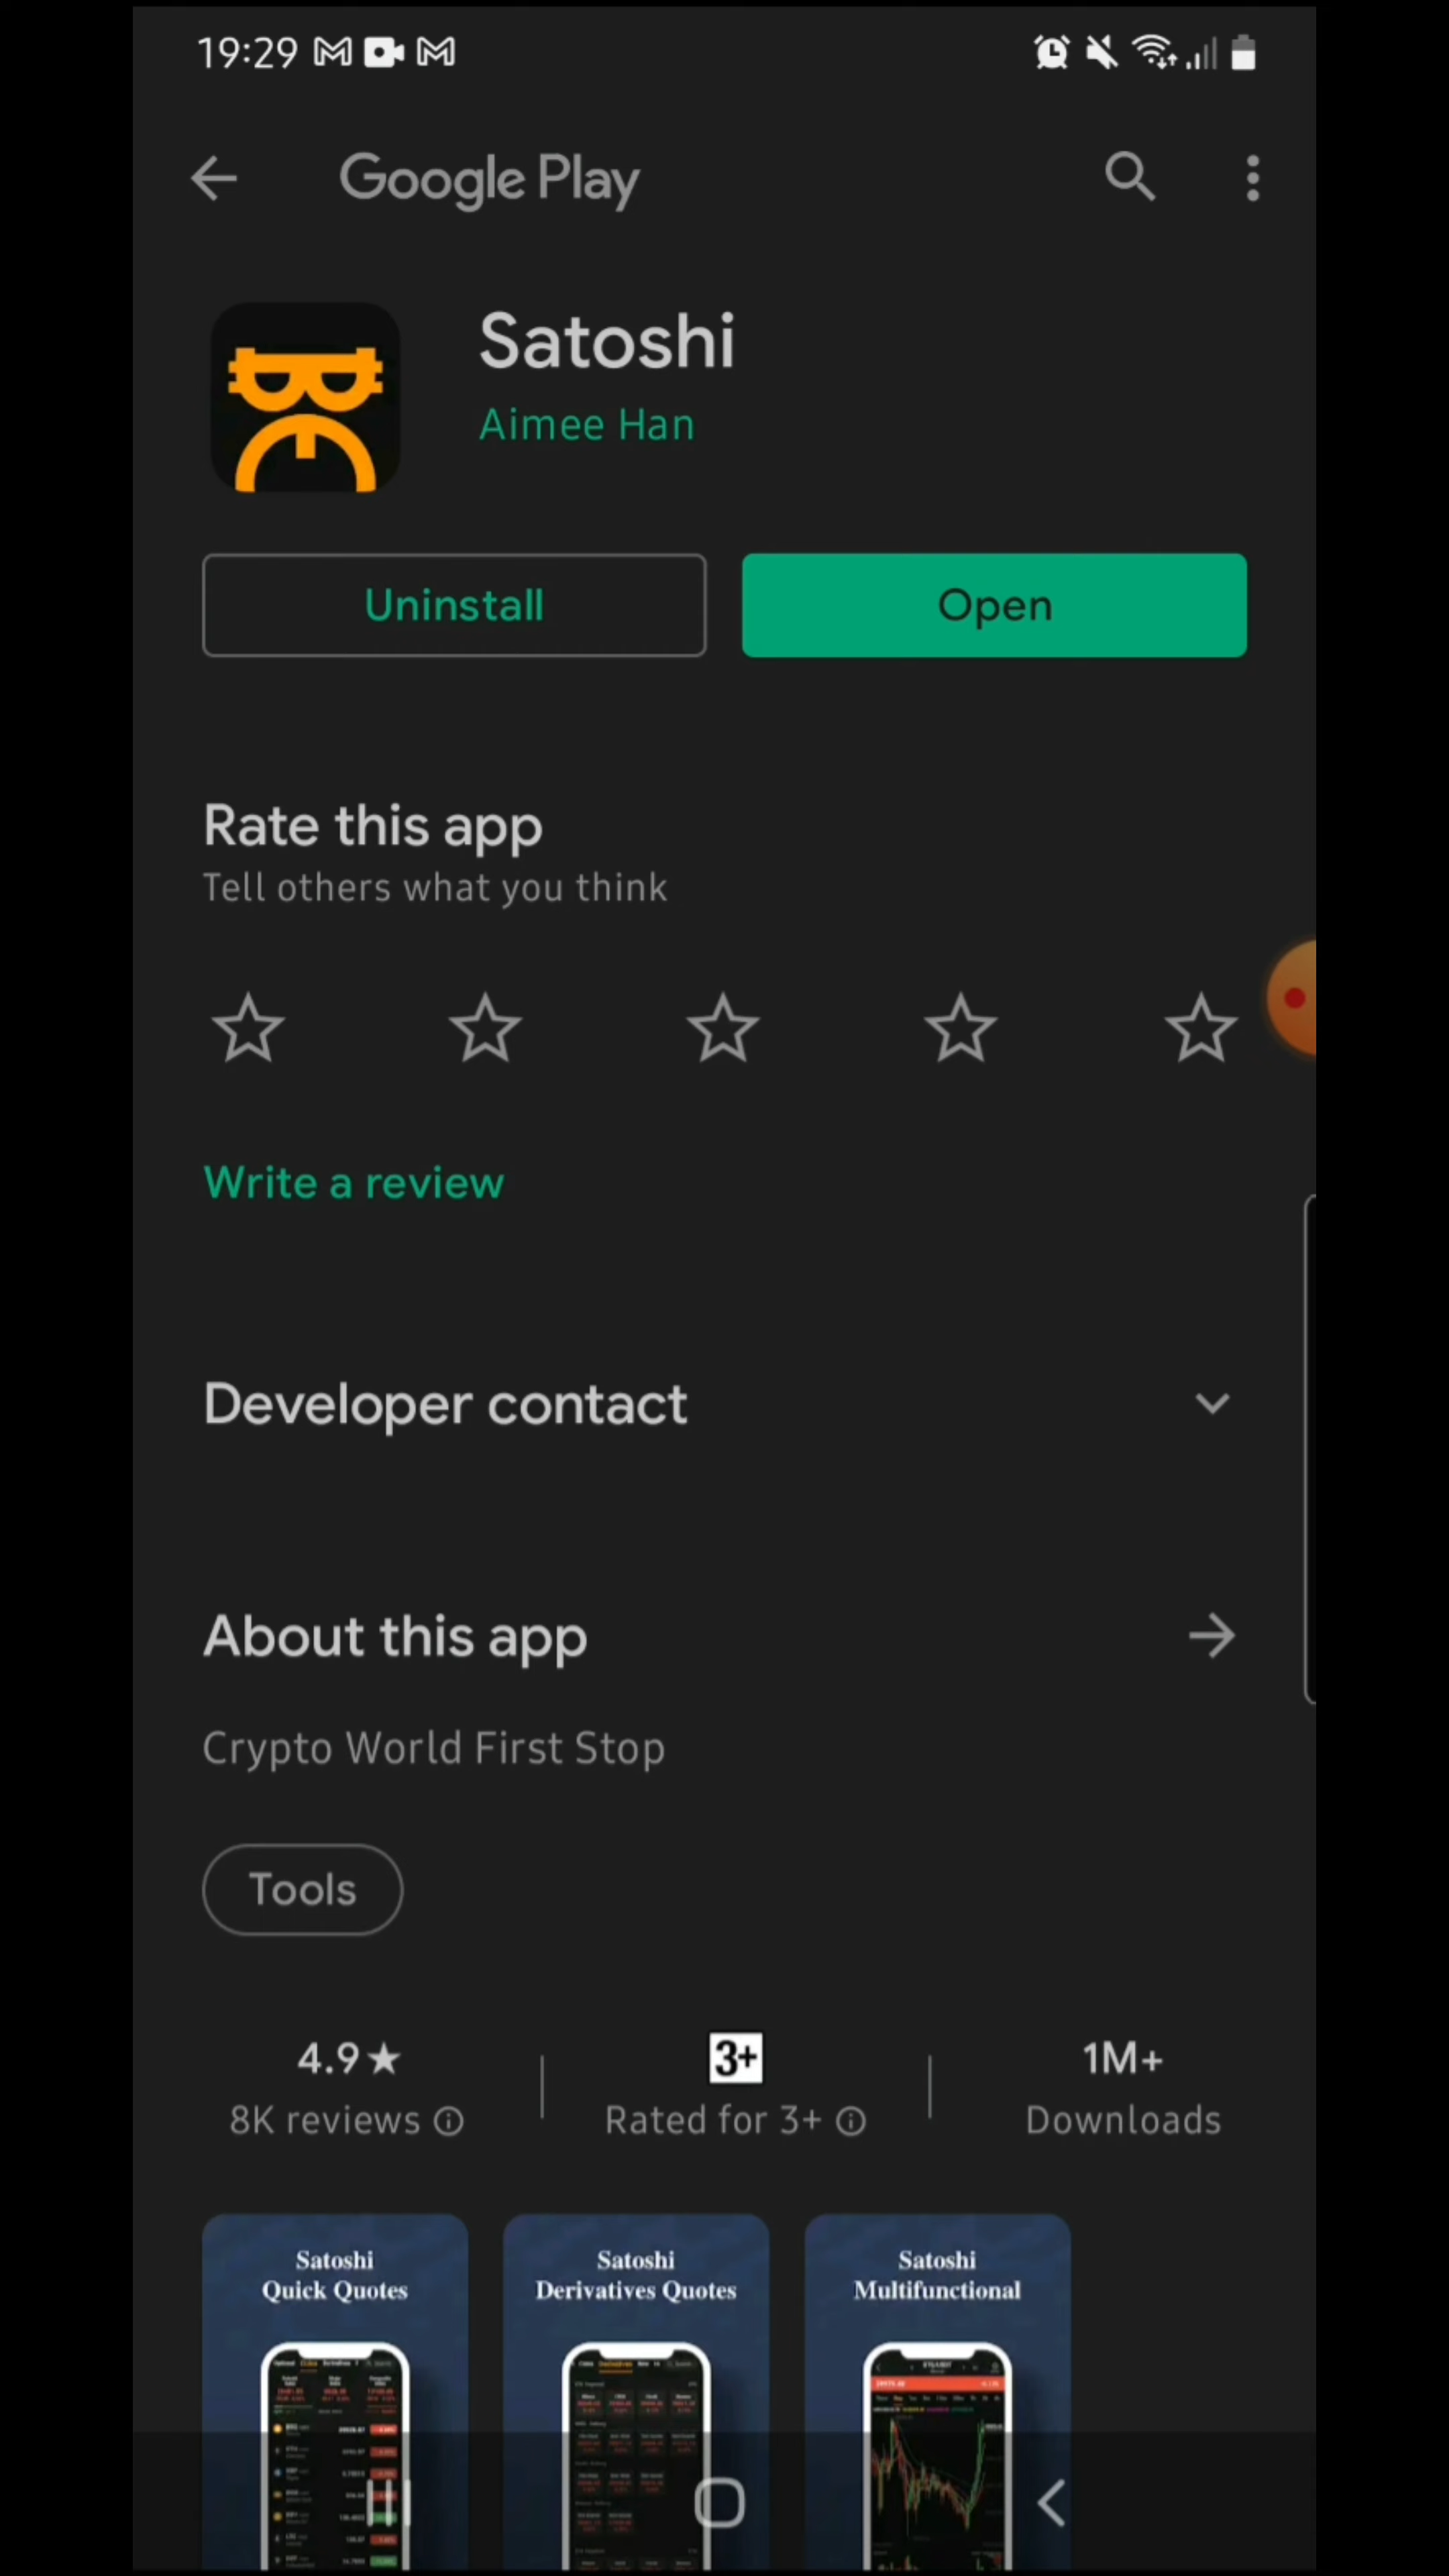 19:29
Google Play
Satoshi
Aimee Han
Uninstall
Open
Rate this app
Tell others what you think
Write a review
Developer contact
About this app
Crypto World First Stop
Tools
4.9★
8K reviews
3+
Rated for 3+
1M+
Downloads
Satoshi
Quick Quotes
Satoshi
Derivatives Quotes
Satoshi
Multifunctional